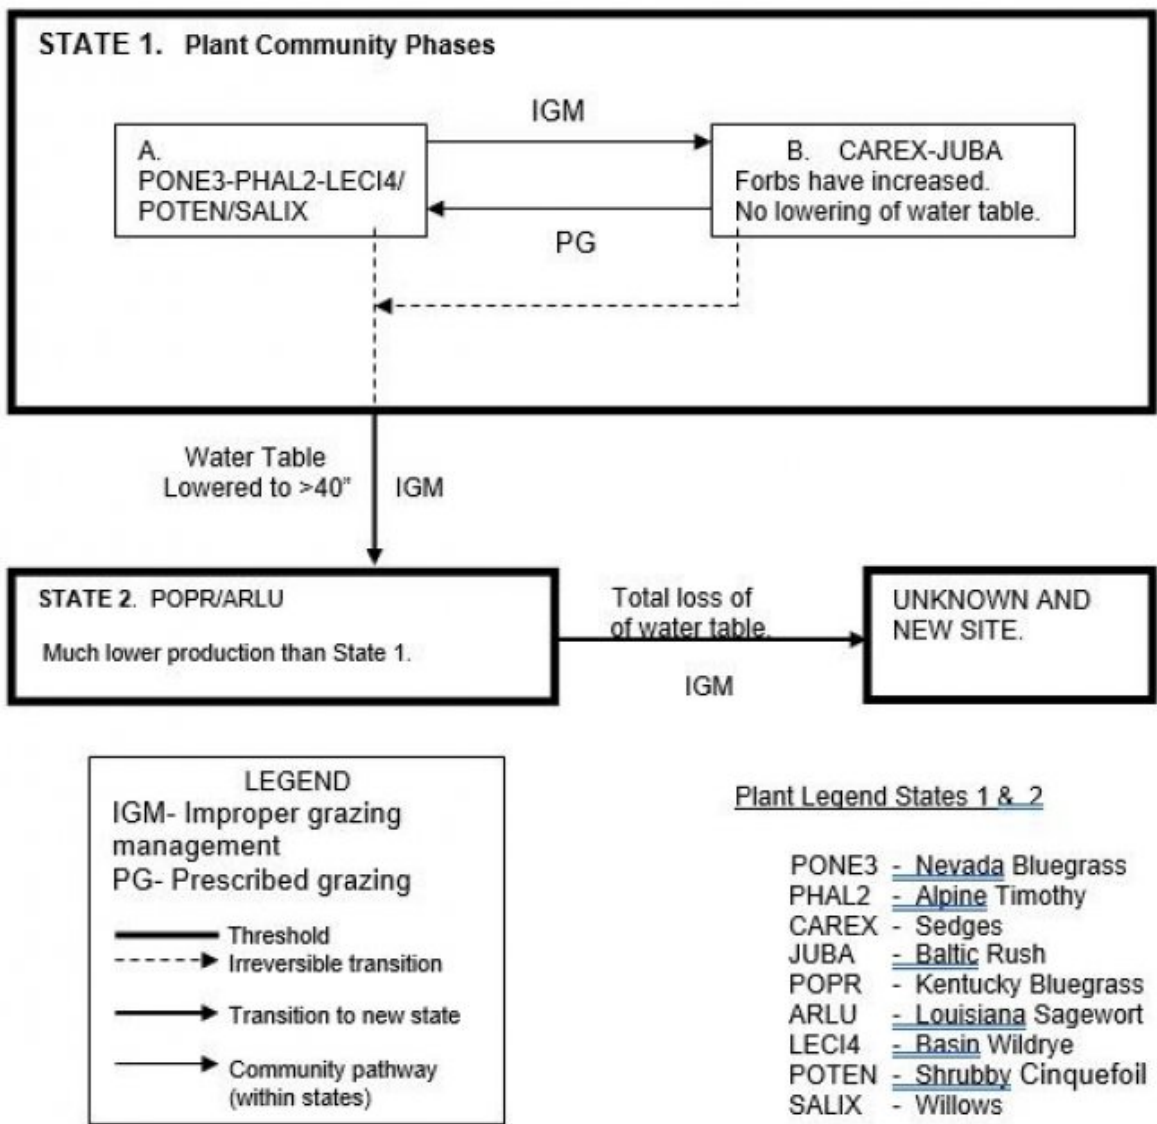 STATE 1. Plant Community Phases
IGM
A.
PONE3-PHAL2-LECI4/
POTEN/SALIX
B. CAREX-JUBA
Forbs have increased.
No lowering of water table.
PG
Water Table
Lowered to >40"
IGM
STATE 2. POPR/ARLU
Much lower production than State 1.
Total loss of
of water table.
IGM
UNKNOWN AND
NEW SITE.
LEGEND
IGM- Improper grazing
management
PG- Prescribed grazing
Threshold
Irreversible transition
Transition to new state
Community pathway
(within states)
Plant Legend States 1 & 2
PONE3 - Nevada Bluegrass
PHAL2 - Alpine Timothy
CAREX - Sedges
JUBA - Baltic Rush
POPR - Kentucky Bluegrass
ARLU - Louisiana Sagewort
LECI4 - Basin Wildrye
POTEN - Shrubby Cinquefoil
SALIX - Willows